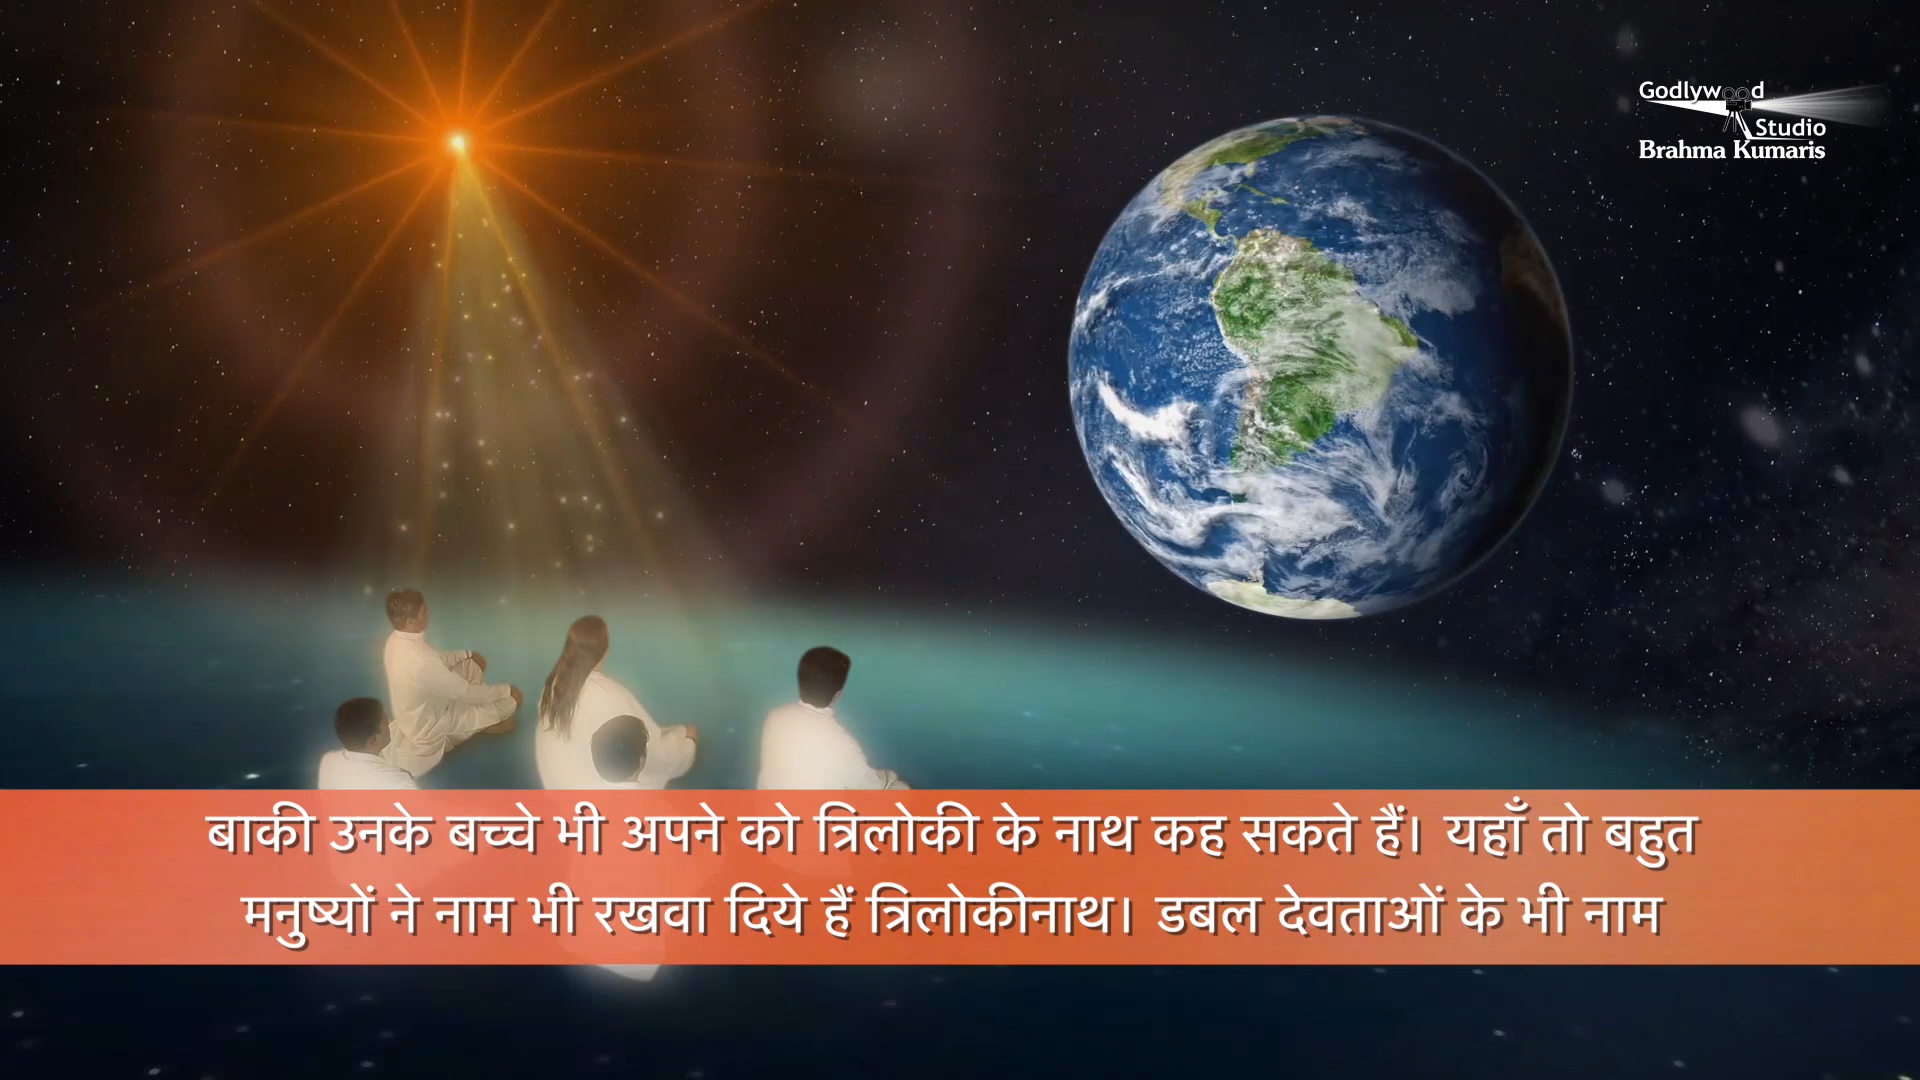 Godlywood
Studio
Brahma Kumaris
बाकी उनके बच्चे भी अपने को त्रिलोकी के नाथ कह सकते हैं। यहाँ तो बहुत
मनुष्यों ने नाम भी रखवा दिये हैं त्रिलोकीनाथ। डबल देवताओं के भी नाम